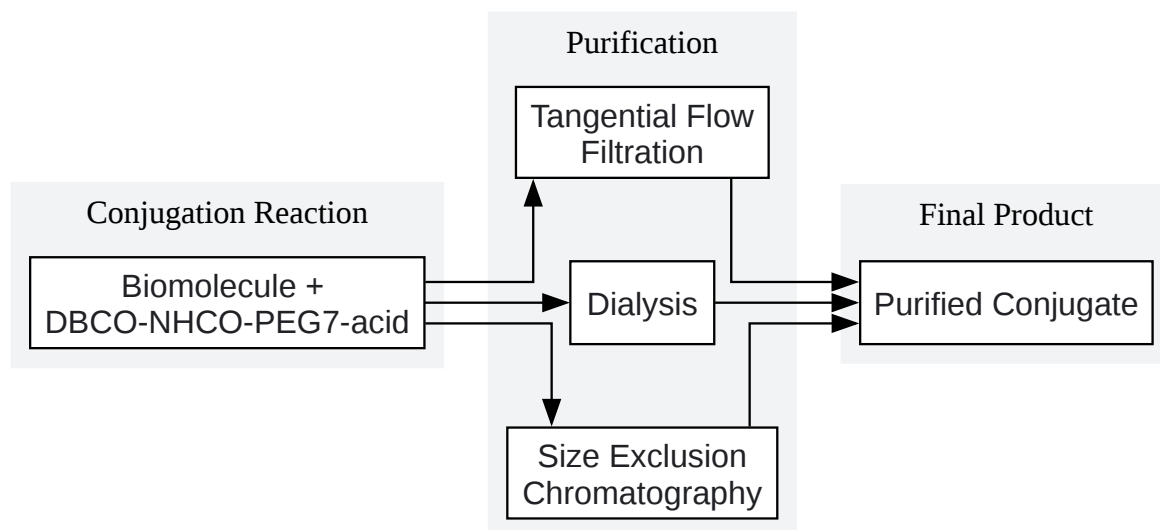 Purification
Tangential Flow
Filtration
Conjugation Reaction
Biomolecule +
DBCO-NHCO-PEG7-acid
Dialysis
Size Exclusion
Chromatography
Final Product
Purified Conjugate